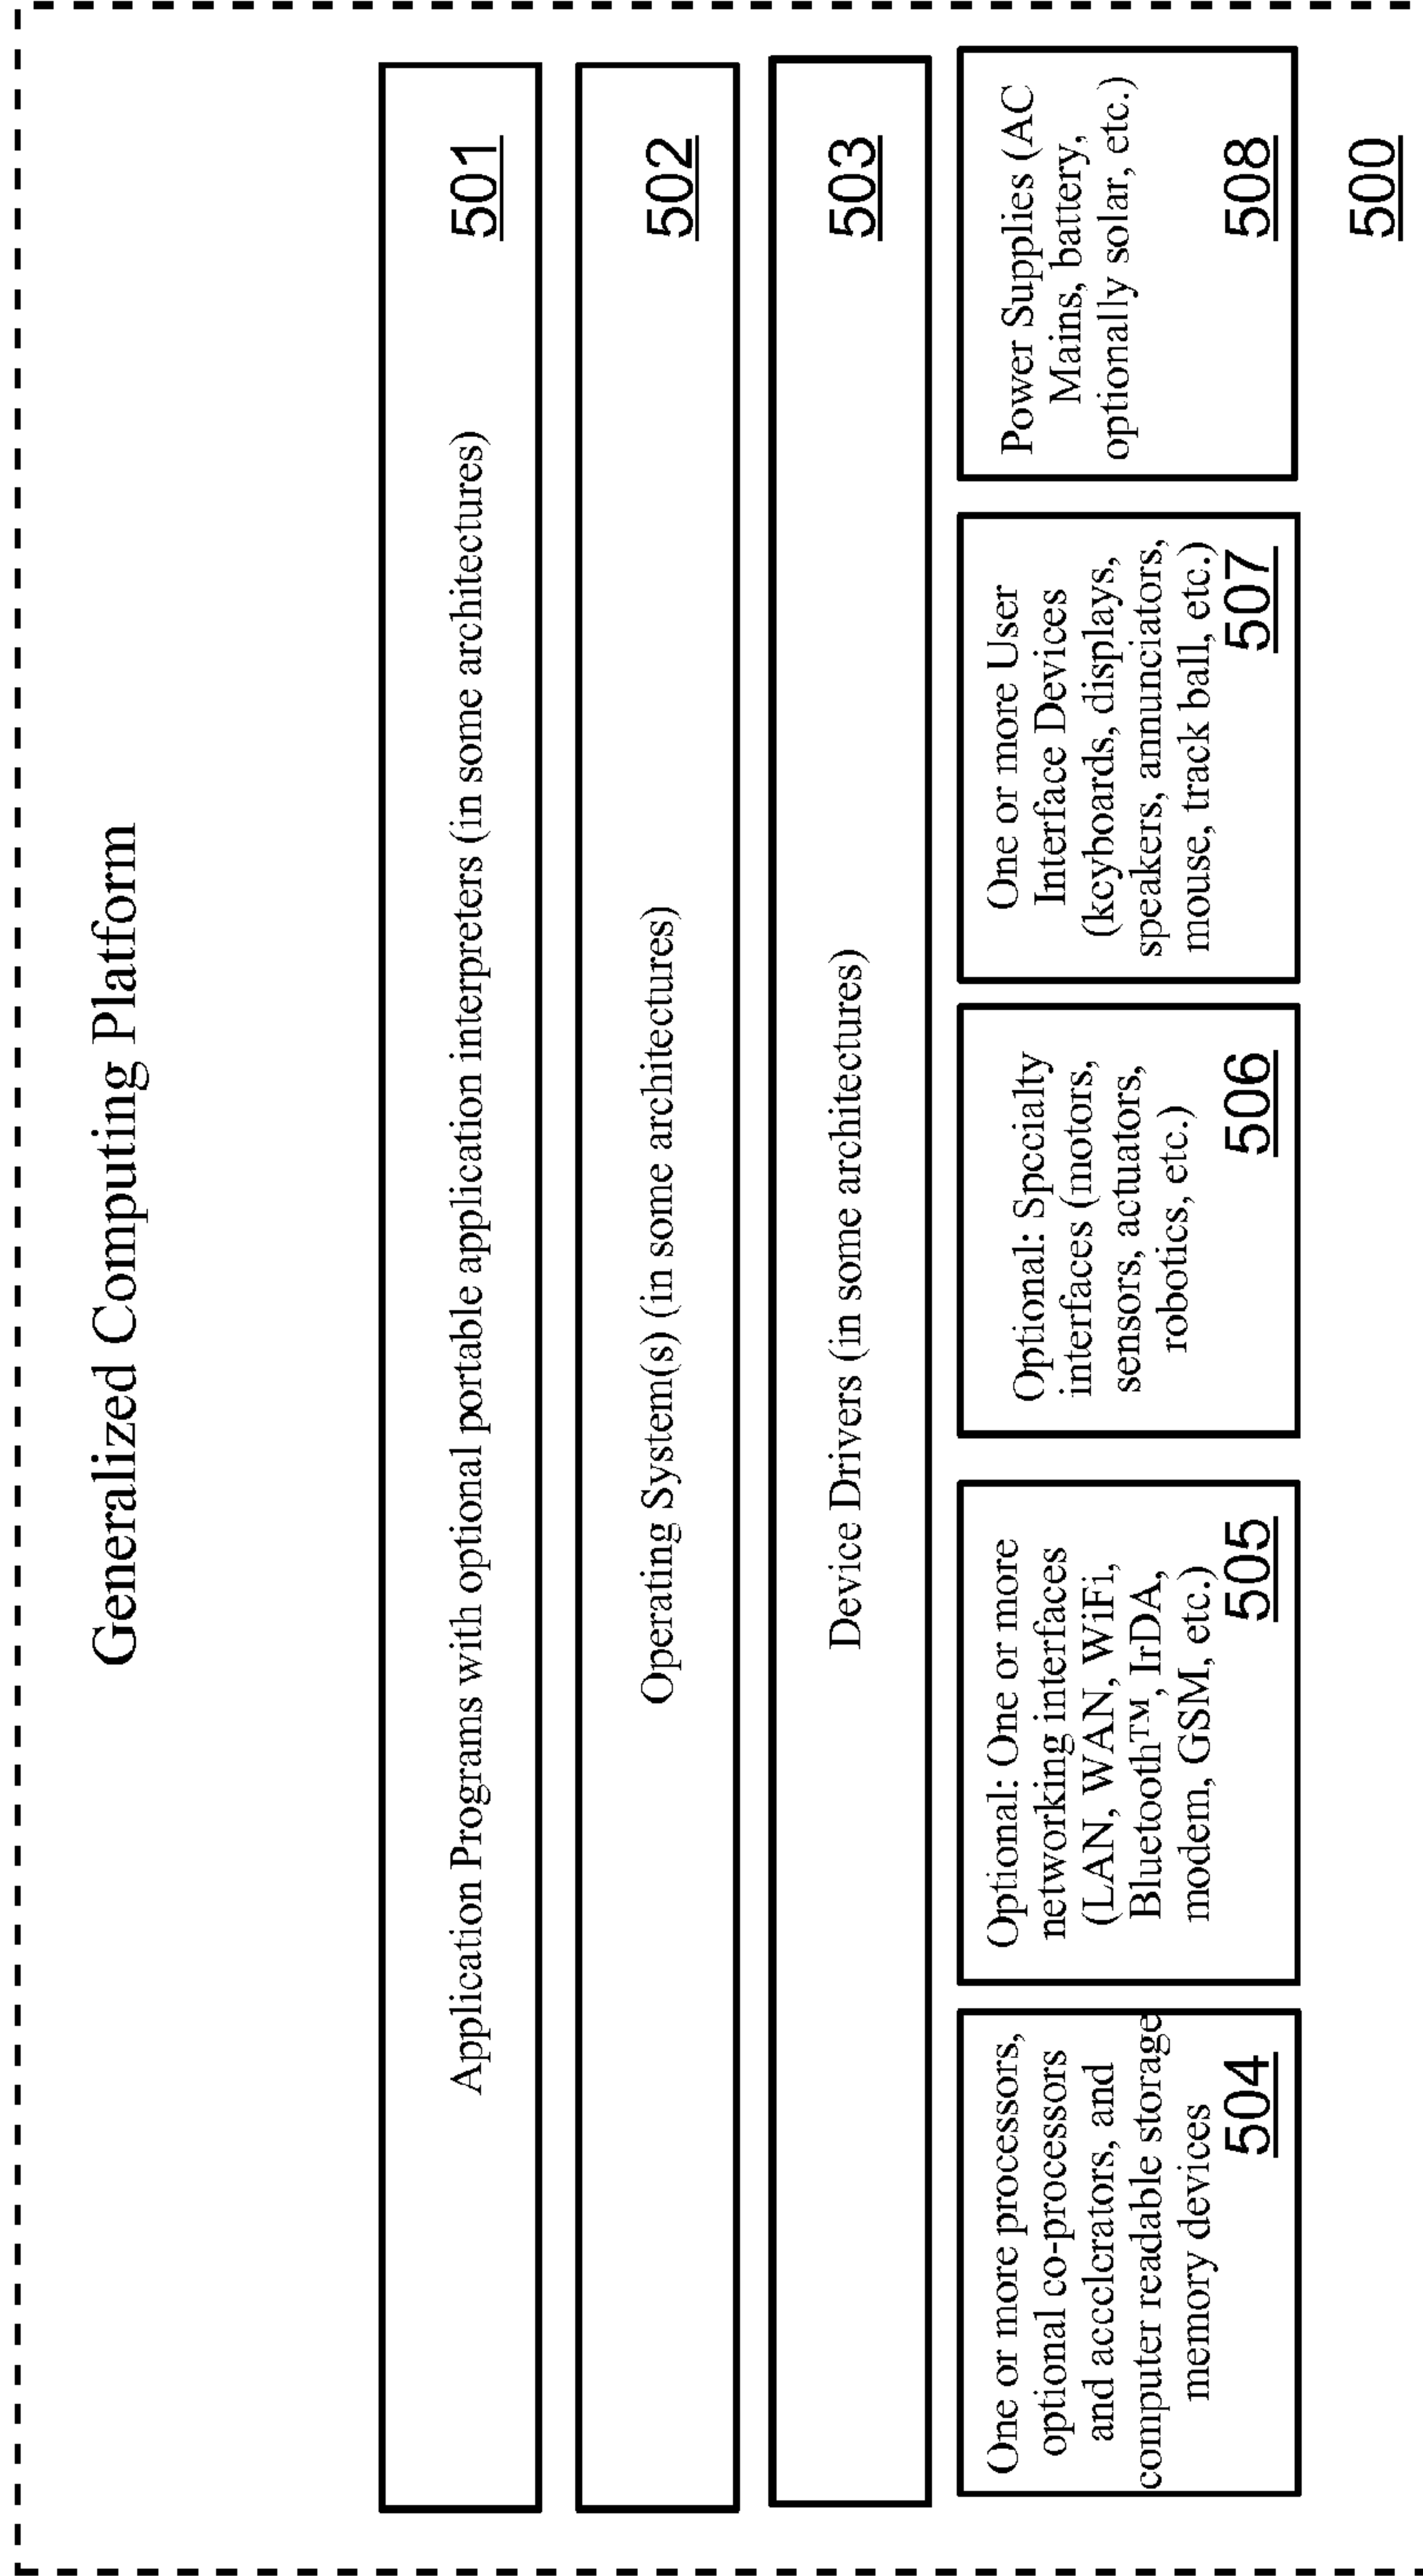 Generalized Computing Platform
Application Programs with optional portable application interpreters (in some architectures)
501
Operating System(s) (in some architectures)
502
Device Drivers (in some architectures)
503
One or more processors,
optional co-processors
and accelerators, and
computer readable storage
memory devices
504
Optional: One or more
networking interfaces
(LAN, WAN, WiFi,
Bluetooth™, IrDA,
modem, GSM, etc.)
505
Optional: Specialty
interfaces (motors,
sensors, actuators,
robotics, etc.)
506
One or more User
Interface Devices
(keyboards, displays,
speakers, annunciators,
mouse, track ball, etc.)
507
Power Supplies (AC
Mains, battery,
optionally solar, etc.)
508
500